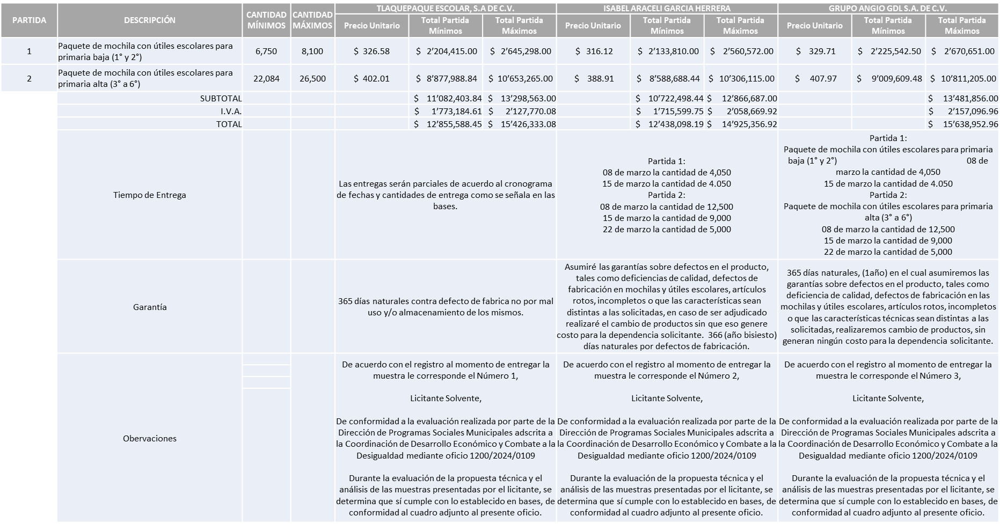 PARTIDA
DESCRIPCIÓN
CANTIDAD
MÍNIMOS
CANTIDAD
MÁXIMOS
TLAQUEPAQUE ESCOLAR, S.A DE C.V.
Precio Unitario
Total Partida
Mínimos
Total Partida
Máximos
ISABEL ARACELI GARCIA HERRERA
Precio Unitario
Total Partida
Mínimos
Total Partida
Máximos
GRUPO ANGIO GDL S.A. DE C.V.
Precio Unitario
Total Partida
Mínimos
Total Partida
Máximos
1
Paquete de mochila con útiles escolares para
primaria baja (1° y 2°)
6,750
8,100
$ 326.58
$ 2’204,415.00
$ 2’645,298.00
$ 316.12
$ 2’133,810.00
$ 2’560,572.00
$ 329.71
$ 2’225,542.50
$ 2’670,651.00
2
Paquete de mochila con útiles escolares para
primaria alta (3° a 6°)
22,084
26,500
$ 402.01
$ 8’877,988.84
$ 10’653,265.00
$ 388.91
$ 8’588,688.44
$ 10’306,115.00
$ 407.97
$ 9’009,609.48
$ 10’811,205.00
SUBTOTAL
$ 11’082,403.84
$ 13’298,563.00
$ 10’722,498.44
$ 12’866,687.00
$ 13’481,856.00
I.V.A.
$ 1’773,184.61
$ 2’127,770.08
$ 1’715,599.75
$ 2’058,669.92
$ 2’157,096.96
TOTAL
$ 12’855,588.45
$ 15’426,333.08
$ 12’438,098.19
$ 14’925,356.92
$ 15’638,952.96
Tiempo de Entrega
Las entregas serán parciales de acuerdo al cronograma
de fechas y cantidades de entrega como se señala en las
bases.
Partida 1:
08 de marzo la cantidad de 4,050
15 de marzo la cantidad de 4.050
Partida 2:
08 de marzo la cantidad de 12,500
15 de marzo la cantidad de 9,000
22 de marzo la cantidad de 5,000
Partida 1:
Paquete de mochila con útiles escolares para primaria
baja (1° y 2°) 08 de
marzo la cantidad de 4,050
15 de marzo la cantidad de 4.050
Partida 2:
Paquete de mochila con útiles escolares para primaria
alta (3° a 6°)
08 de marzo la cantidad de 12,500
15 de marzo la cantidad de 9,000
22 de marzo la cantidad de 5,000
Garantía
365 días naturales contra defecto de fabrica no por mal
uso y/o almacenamiento de los mismos.
Asumiré las garantías sobre defectos en el producto,
tales como deficiencias de calidad, defectos de
fabricación en mochilas y útiles escolares, artículos
rotos, incompletos o que las características sean
distintas a las solicitadas, en caso de ser adjudicado
realizaré el cambio de productos sin que eso genere
costo para la dependencia solicitante. 366 (año bisiesto)
días naturales por defectos de fabricación.
365 días naturales, (1año) en el cual asumiremos las
garantías sobre defectos en el producto, tales como
deficiencia de calidad, defectos de fabricación en las
mochilas y útiles escolares, artículos rotos, incompletos
o que las características técnicas sean distintas a las
solicitadas, realizaremos cambio de productos, sin
generan ningún costo para la dependencia solicitante.
Obervaciones
De acuerdo con el registro al momento de entregar la
muestra le corresponde el Número 1,
Licitante Solvente,
De conformidad a la evaluación realizada por parte de la
Dirección de Programas Sociales Municipales adscrita a
la Coordinación de Desarrollo Económico y Combate a la
Desigualdad mediante oficio 1200/2024/0109
Durante la evaluación de la propuesta técnica y el
análisis de las muestras presentadas por el licitante, se
determina que sí cumple con lo establecido en bases, de
conformidad al cuadro adjunto al presente oficio.
De acuerdo con el registro al momento de entregar la
muestra le corresponde el Número 2,
Licitante Solvente,
De conformidad a la evaluación realizada por parte de la
Dirección de Programas Sociales Municipales adscrita a
la Coordinación de Desarrollo Económico y Combate a la
Desigualdad mediante oficio 1200/2024/0109
Durante la evaluación de la propuesta técnica y el
análisis de las muestras presentadas por el licitante, se
determina que sí cumple con lo establecido en bases, de
conformidad al cuadro adjunto al presente oficio.
De acuerdo con el registro al momento de entregar la
muestra le corresponde el Número 3,
Licitante Solvente,
De conformidad a la evaluación realizada por parte de la
Dirección de Programas Sociales Municipales adscrita a
la Coordinación de Desarrollo Económico y Combate a la
Desigualdad mediante oficio 1200/2024/0109
Durante la evaluación de la propuesta técnica y el
análisis de las muestras presentadas por el licitante, se
determina que sí cumple con lo establecido en bases, de
conformidad al cuadro adjunto al presente oficio.